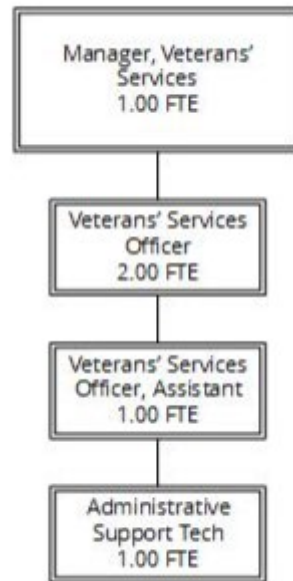 Manager, Veterans’
Services
1.00 FTE
Veterans’ Services
Officer
2.00 FTE
Veterans’ Services
Officer, Assistant
1.00 FTE
Administrative
Support Tech
1.00 FTE